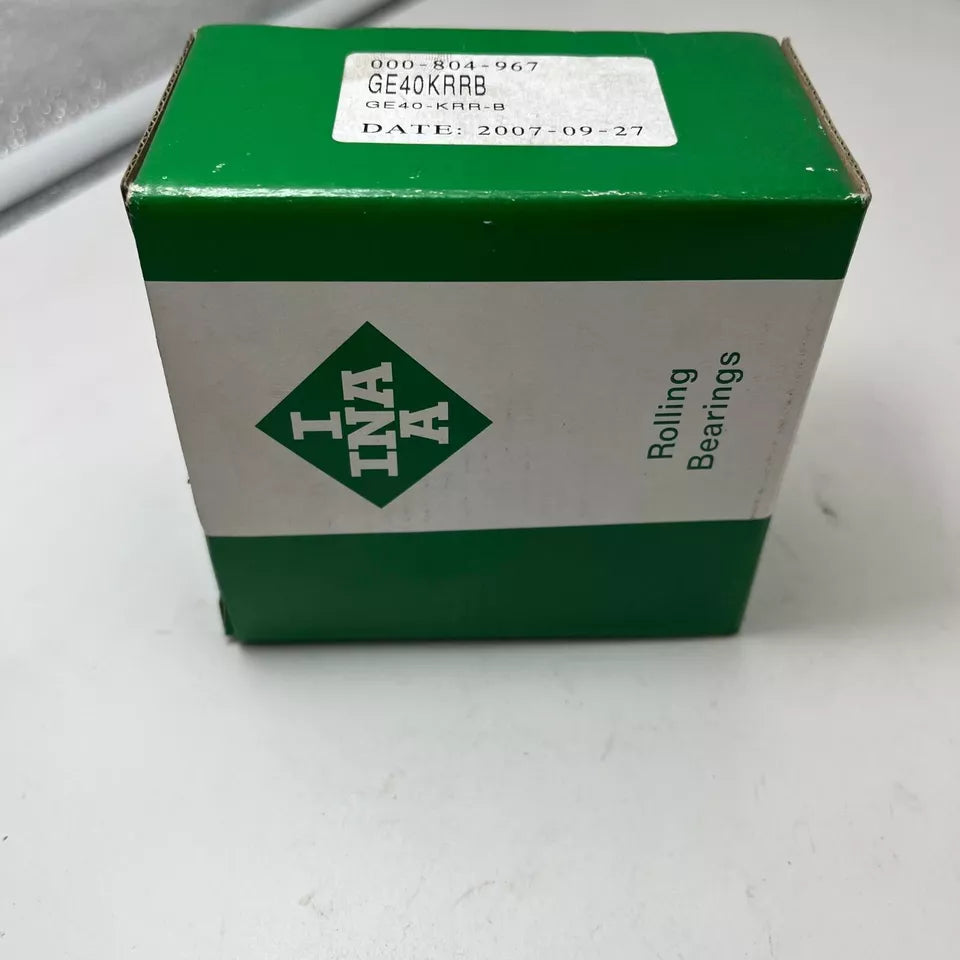 000-804-967
GE40KRRB
GE40-KRR-B
DATE: 2007-09-27
I
INA
A
Rolling
Bearings